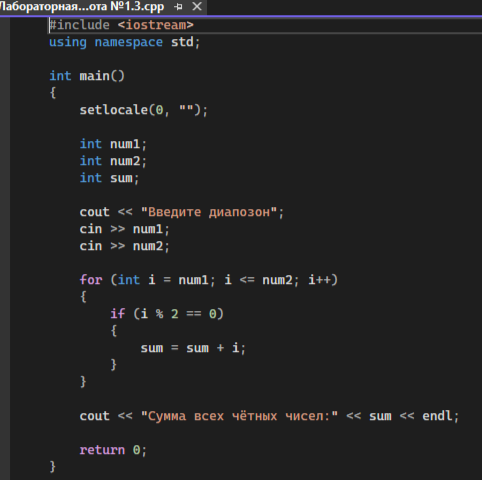 Лабораторная...ота №1.3.cpp
#include <iostream>
using namespace std;
int main()
{
setlocale(0, "");
int num1;
int num2;
int sum;
cout << "Введите диапозон";
cin >> num1;
cin >> num2;
for (int i = num1; i <= num2; i++)
{
if (i % 2 == 0)
{
sum = sum + i;
}
}
cout << "Сумма всех чётных чисел:" << sum << endl;
return 0;
}